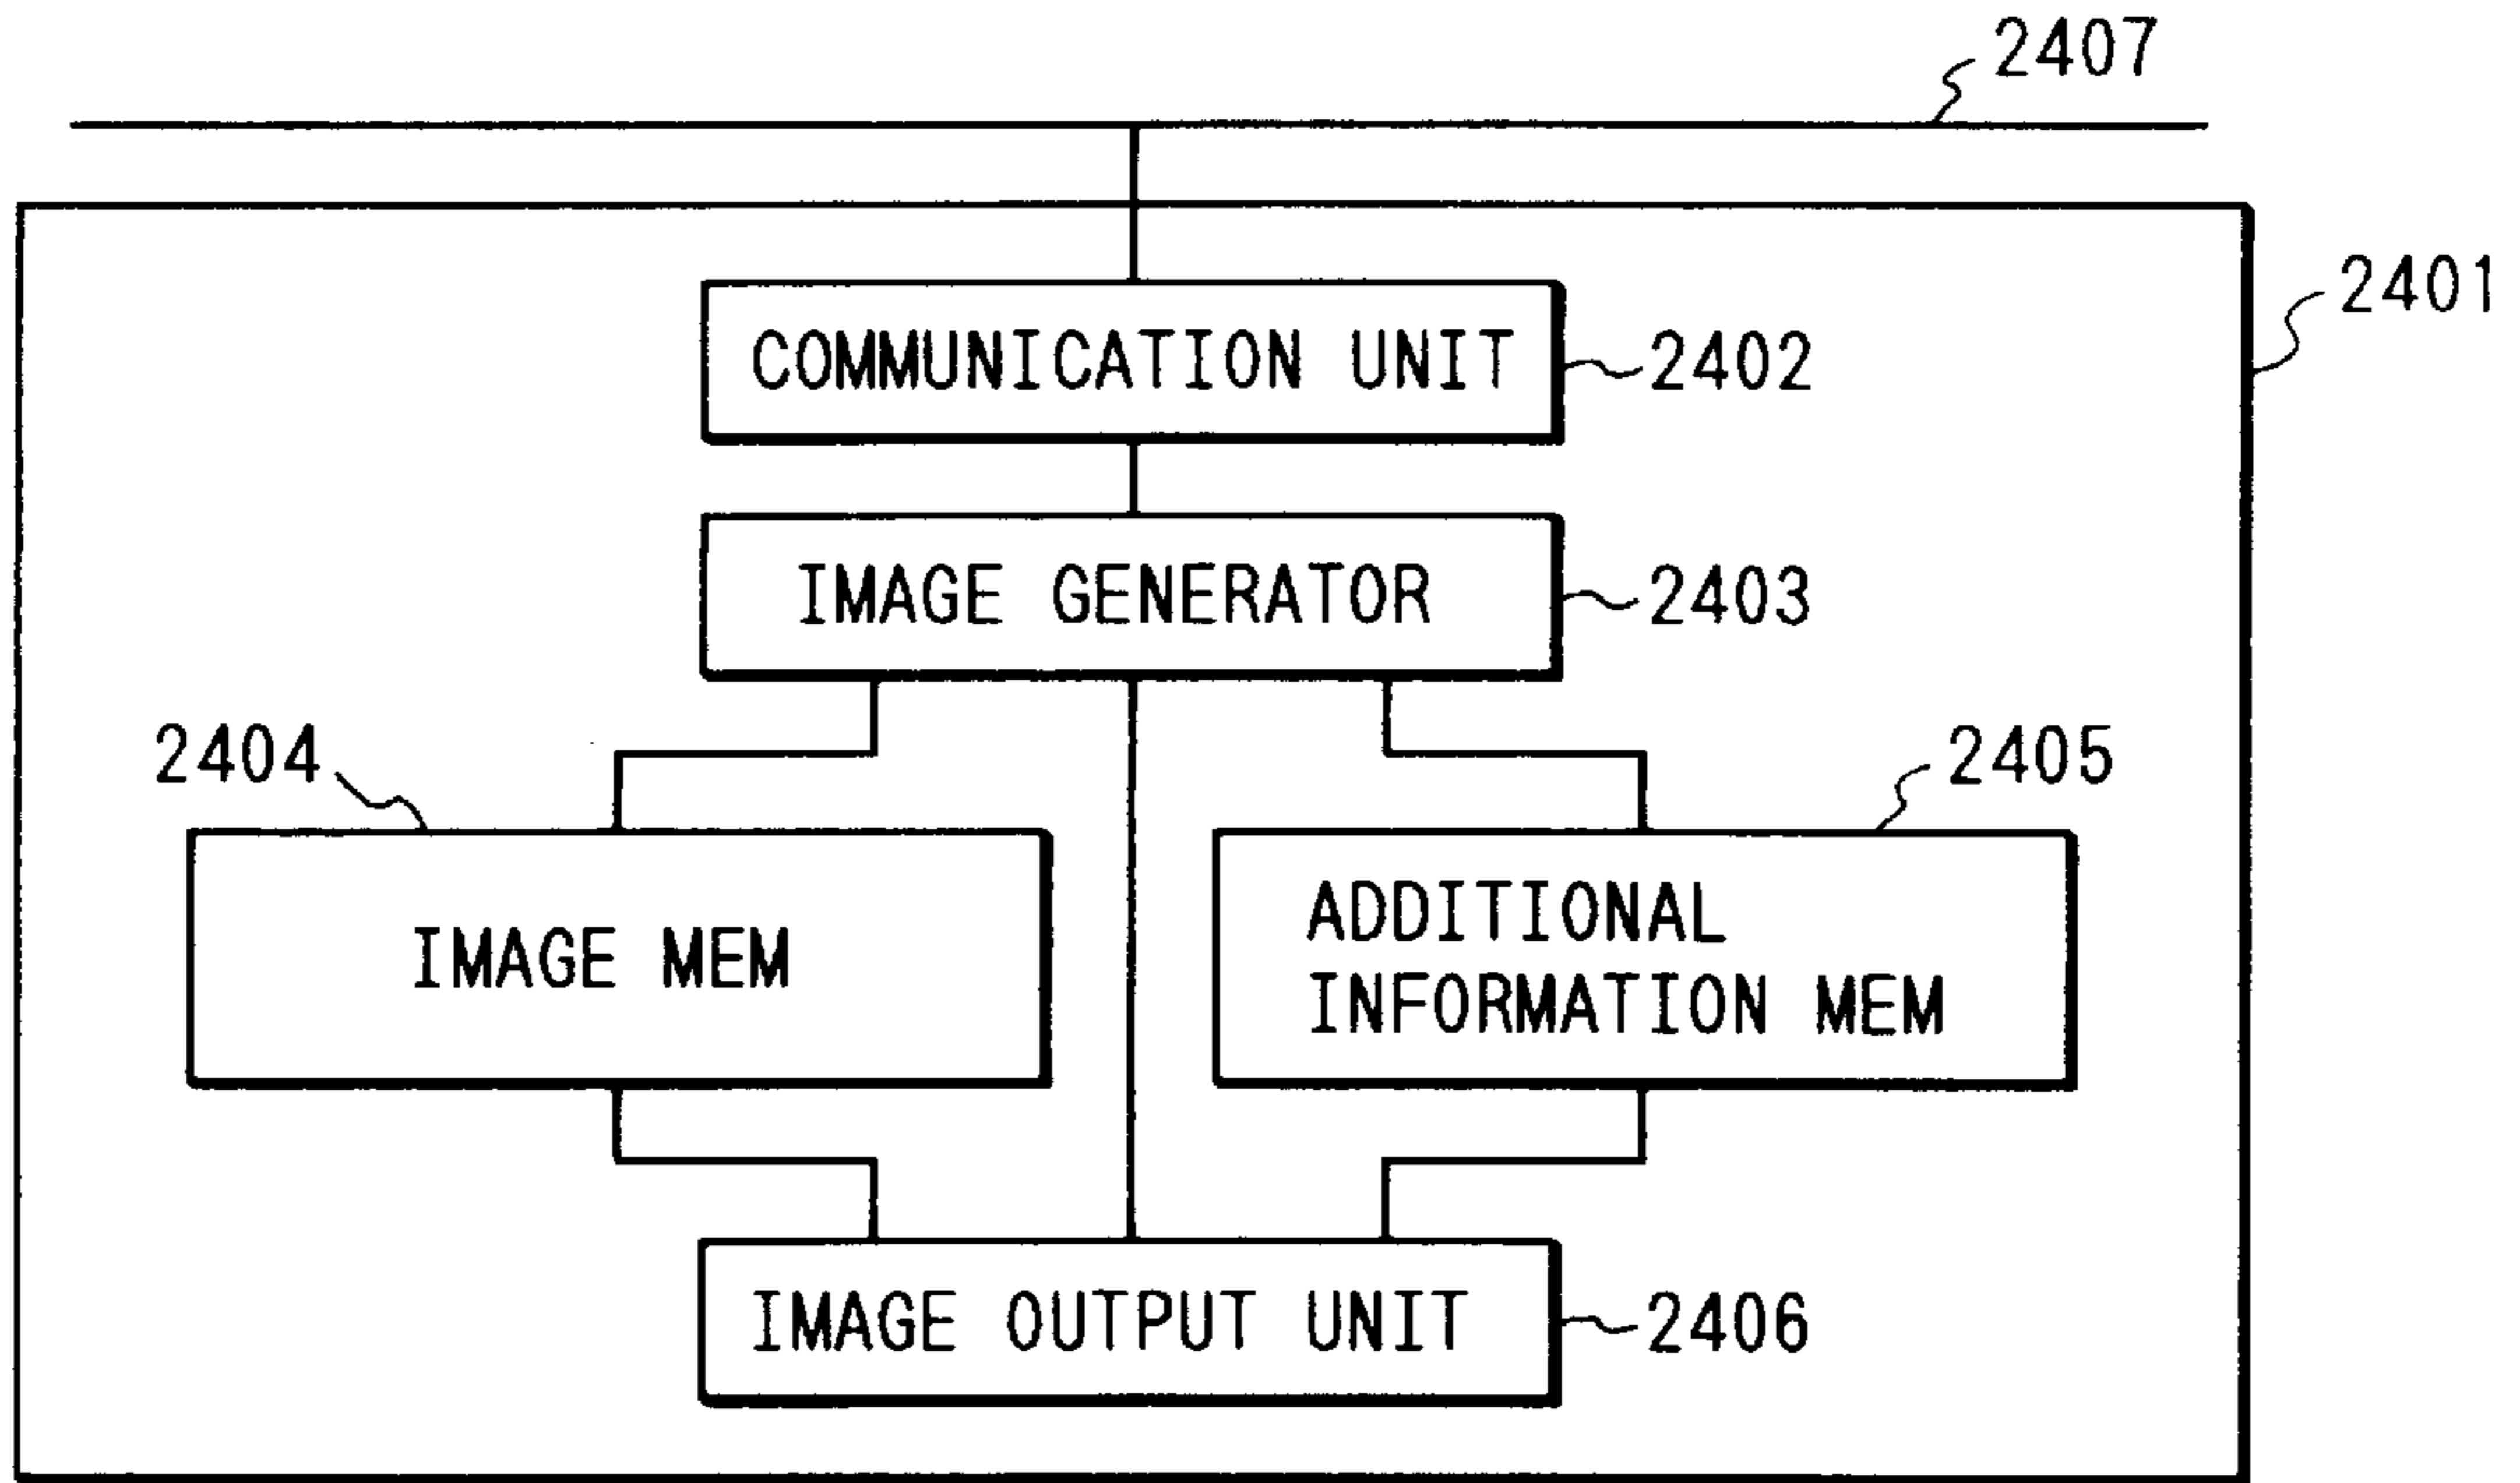 2407
2401
COMMUNICATION UNIT
2402
IMAGE GENERATOR
2403
2404
2405
IMAGE MEM
ADDITIONAL
INFORMATION MEM
IMAGE OUTPUT UNIT
2406